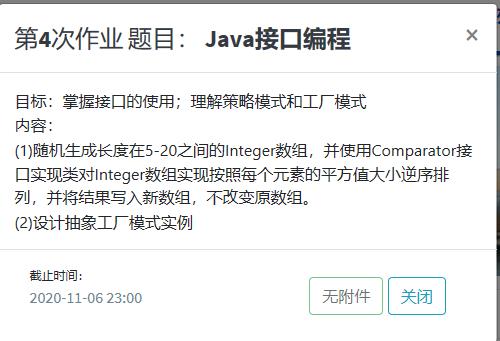 第4次作业 题目： Java接口编程
×
目标：掌握接口的使用；理解策略模式和工厂模式
内容：
(1)随机生成长度在5-20之间的Integer数组，并使用Comparator接
口实现类对Integer数组实现按照每个元素的平方值大小逆序排
列，并将结果写入新数组，不改变原数组。
(2)设计抽象工厂模式实例
截止时间：
2020-11-06 23:00
无附件
关闭